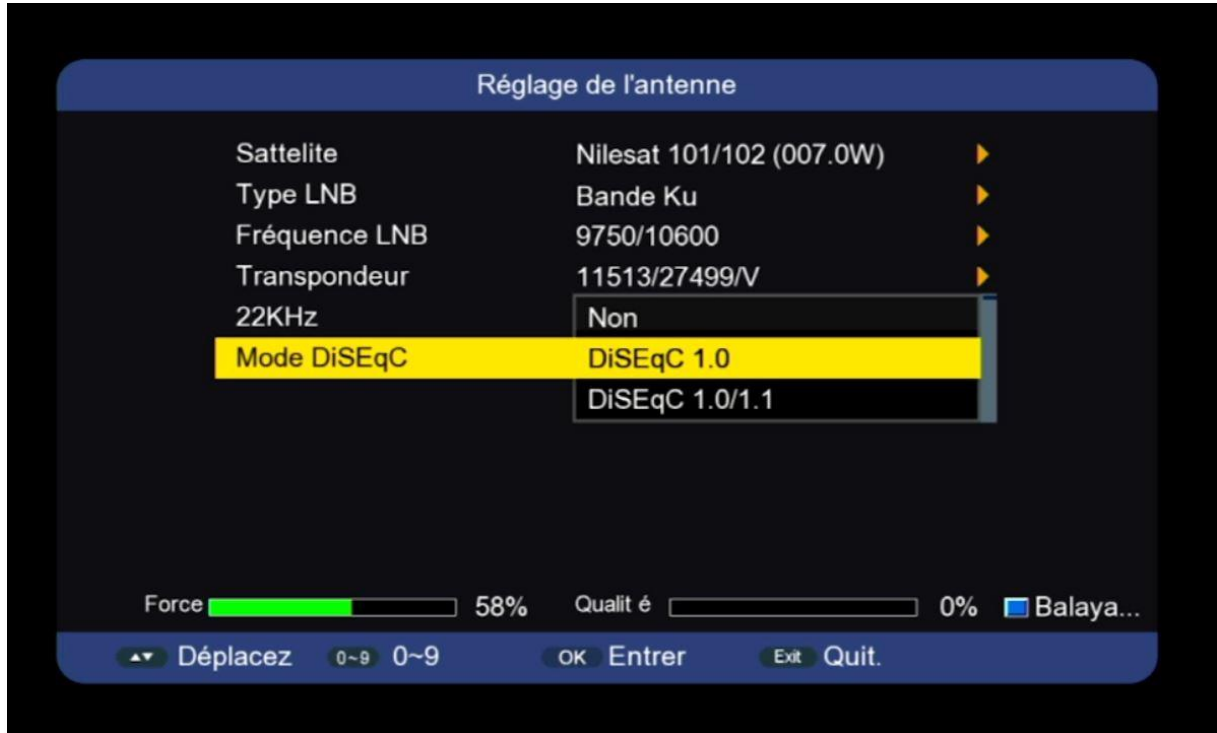 Réglage de l'antenne
Sattelite Nilesat 101/102 (007.0W)
Type LNB Bande Ku
Fréquence LNB 9750/10600
Transpondeur 11513/27499/V
22KHz Non
Mode DiSEqC DiSEqC 1.0
DiSEqC 1.0/1.1
Force 58% Qualit é 0% Balaya...
Déplacez 0~9 0~9 OK Entrer Exit Quit.